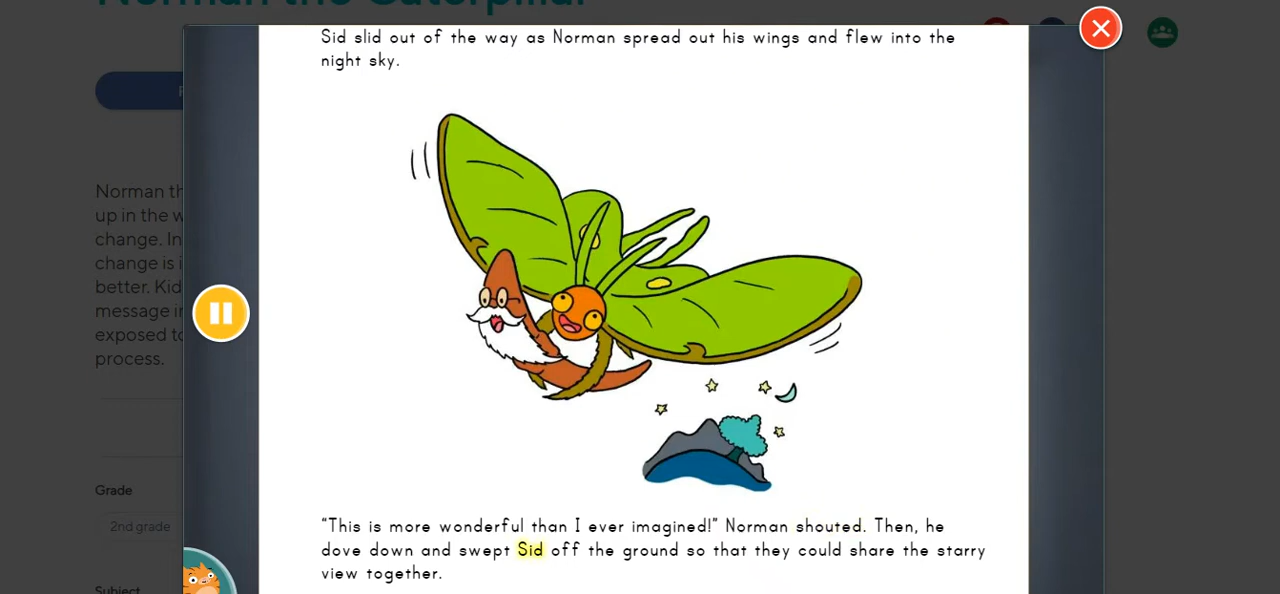 Norman the Caterpillar
Sid slid out of the way as Norman spread out his wings and flew into the
night sky.
Norman th
up in the w
change. In
change is i
better. Kid
message in
exposed to
process.
Grade
2nd grade
Subject
“This is more wonderful than I ever imagined!” Norman shouted. Then, he
dove down and swept Sid off the ground so that they could share the starry
view together.